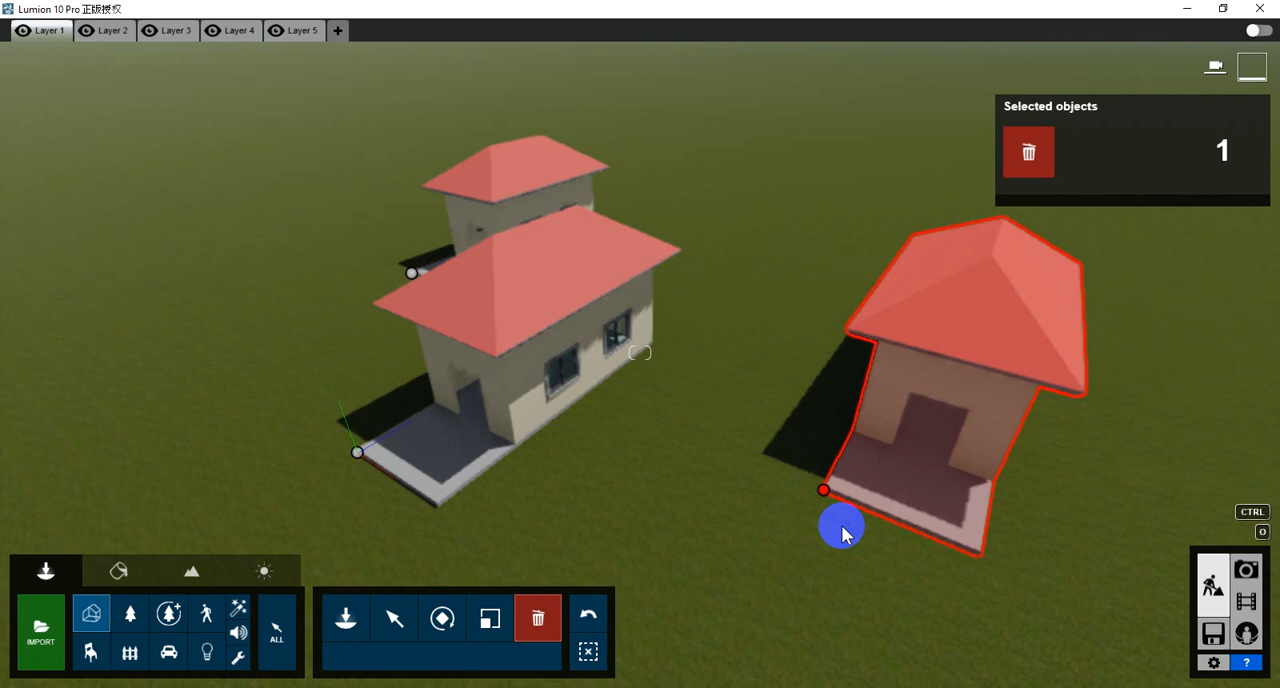 Lumion 10 Pro 正版授权
Layer 1 Layer 2 Layer 3 Layer 4 Layer 5 +
Selected objects
1
CTRL
O
IMPORT
ALL
?